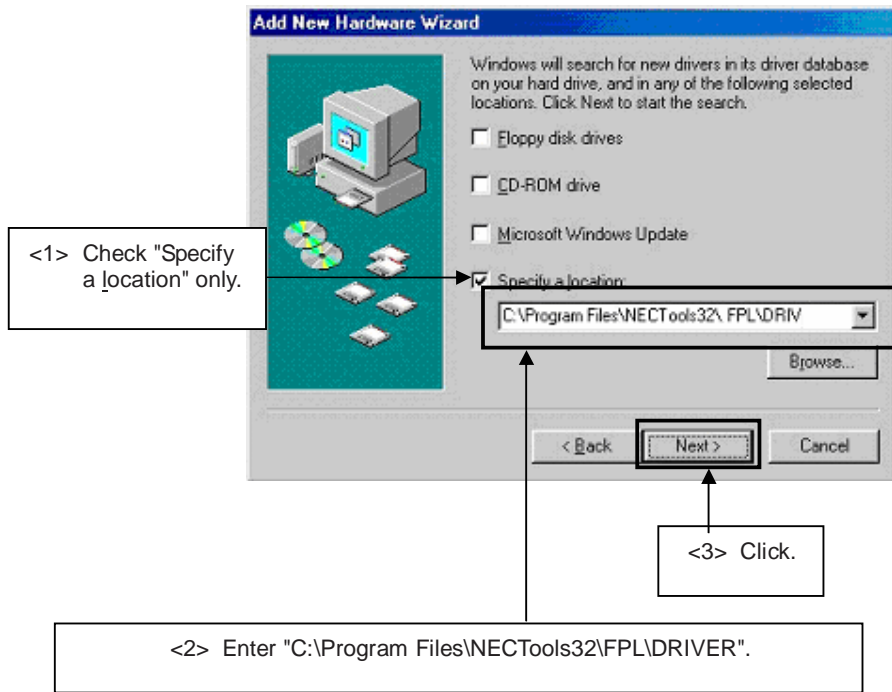 Add New Hardware Wizard
Windows will search for new drivers in its driver database
on your hard drive, and in any of the following selected
locations. Click Next to start the search.
Floppy disk drives
CD-ROM drive
Microsoft Windows Update
<1> Check "Specify
a location" only.
Specify a location:
C:\Program Files\NECTools32\ FPL\DRIV
Browse...
< Back
Next >
Cancel
<3> Click.
<2> Enter "C:\Program Files\NECTools32\FPL\DRIVER".